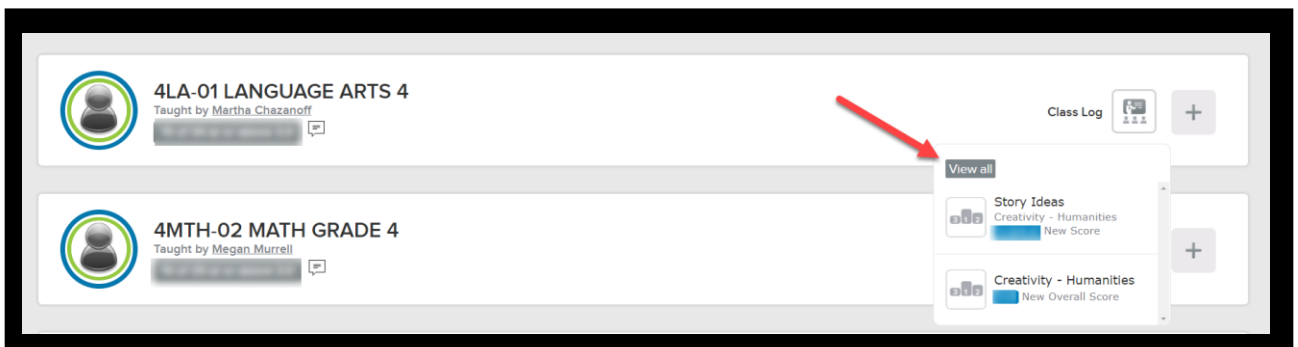 4LA-01 LANGUAGE ARTS 4
Taught by Martha Chazanoff
Class Log
View all
Story Ideas
Creativity - Humanities
New Score
4MTH-02 MATH GRADE 4
Taught by Megan Murrell
Creativity - Humanities
New Overall Score